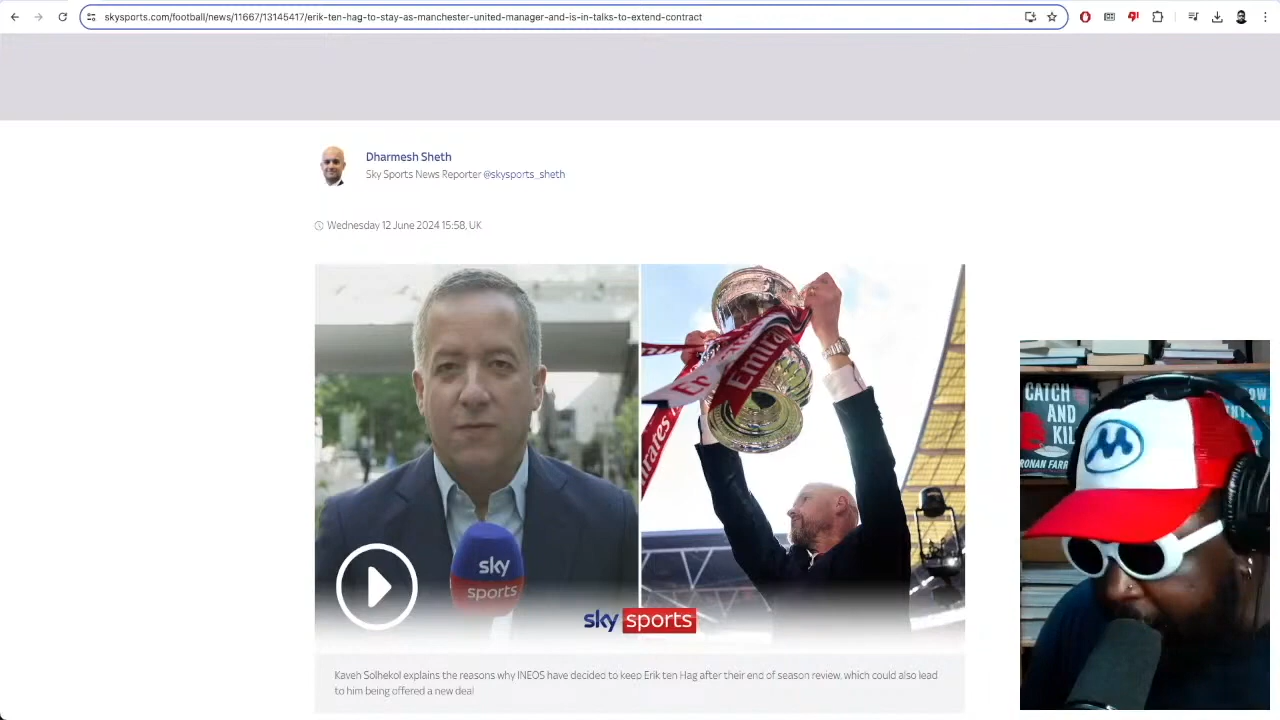 skysports.com/football/news/11667/13145417/erik-ten-hag-to-stay-as-manchester-united-manager-and-is-in-talks-to-extend-contract
Dharmesh Sheth
Sky Sports News Reporter @skysports_sheth
Wednesday 12 June 2024 15:58, UK
Emirates
sky
sports
sky sports
CATCH
AND
KIL
RONAN FARR
Kaveh Solhekol explains the reasons why INEOS have decided to keep Erik ten Hag after their end of season review, which could also lead
to him being offered a new deal